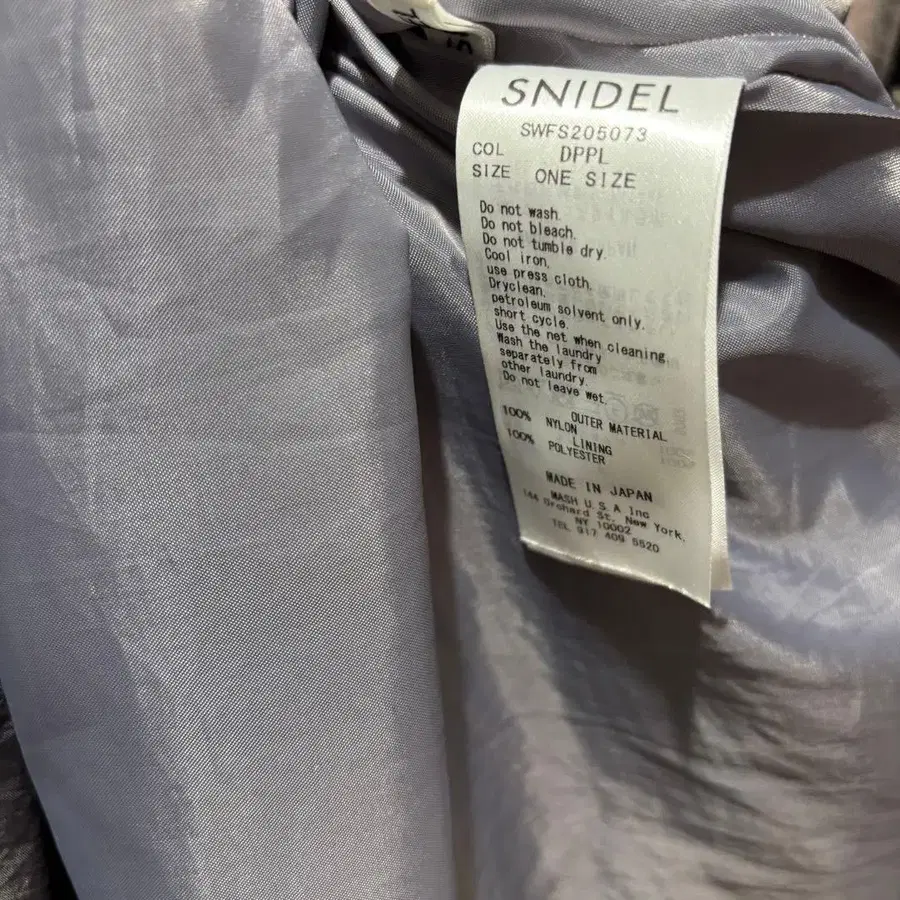 SNIDEL
SWFS205073
COL DPPL
SIZE ONE SIZE
Do not wash.
Do not bleach.
Do not tumble dry.
Cool iron,
use press cloth.
Dryclean,
petroleum solvent only,
short cycle.
Use the net when cleaning.
Wash the laundry
separately from
other laundry.
Do not leave wet.
OUTER MATERIAL
100% NYLON
LINING
100% POLYESTER
MADE IN JAPAN
MASH U.S.A Inc
144 Orchard St. New York,
NY 10002
TEL 917 409 5520